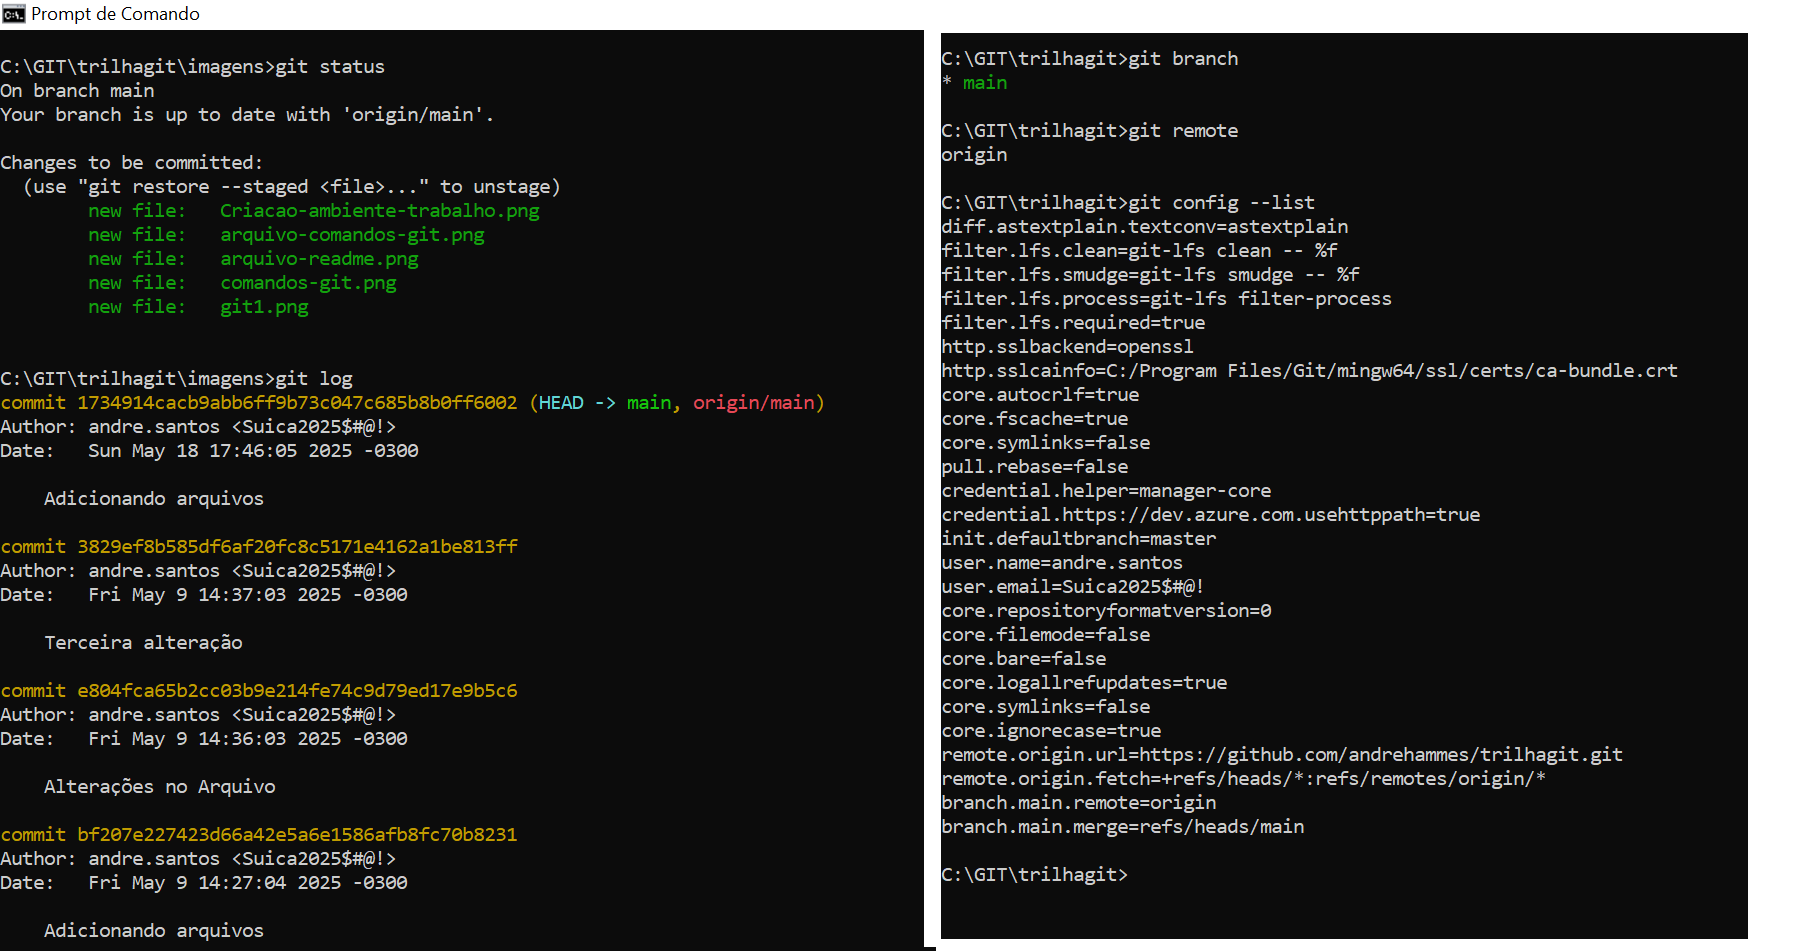 Prompt de Comando
C:\GIT\trilhagit\imagens>git status
On branch main
Your branch is up to date with 'origin/main'.
Changes to be committed:
  (use "git restore --staged <file>..." to unstage)
        new file:   Criacao-ambiente-trabalho.png
        new file:   arquivo-comandos-git.png
        new file:   arquivo-readme.png
        new file:   comandos-git.png
        new file:   git1.png
C:\GIT\trilhagit\imagens>git log
commit 1734914cacb9abb6ff9b73c047c685b8b0ff6002 (HEAD -> main, origin/main)
Author: andre.santos <Suica2025$#@!>
Date:   Sun May 18 17:46:05 2025 -0300
    Adicionando arquivos
commit 3829ef8b585df6af20fc8c5171e4162a1be813ff
Author: andre.santos <Suica2025$#@!>
Date:   Fri May 9 14:37:03 2025 -0300
    Terceira alteração
commit e804fca65b2cc03b9e214fe74c9d79ed17e9b5c6
Author: andre.santos <Suica2025$#@!>
Date:   Fri May 9 14:36:03 2025 -0300
    Alterações no Arquivo
commit bf207e227423d66a42e5a6e1586afb8fc70b8231
Author: andre.santos <Suica2025$#@!>
Date:   Fri May 9 14:27:04 2025 -0300
    Adicionando arquivos
C:\GIT\trilhagit>git branch
* main
C:\GIT\trilhagit>git remote
origin
C:\GIT\trilhagit>git config --list
diff.astextplain.textconv=astextplain
filter.lfs.clean=git-lfs clean -- %f
filter.lfs.smudge=git-lfs smudge -- %f
filter.lfs.process=git-lfs filter-process
filter.lfs.required=true
http.sslbackend=openssl
http.sslcainfo=C:/Program Files/Git/mingw64/ssl/certs/ca-bundle.crt
core.autocrlf=true
core.fscache=true
core.symlinks=false
pull.rebase=false
credential.helper=manager-core
credential.https://dev.azure.com.usehttppath=true
init.defaultbranch=master
user.name=andre.santos
user.email=Suica2025$#@!
core.repositoryformatversion=0
core.filemode=false
core.bare=false
core.logallrefupdates=true
core.symlinks=false
core.ignorecase=true
remote.origin.url=https://github.com/andrehammes/trilhagit.git
remote.origin.fetch=+refs/heads/*:refs/remotes/origin/*
branch.main.remote=origin
branch.main.merge=refs/heads/main
C:\GIT\trilhagit>